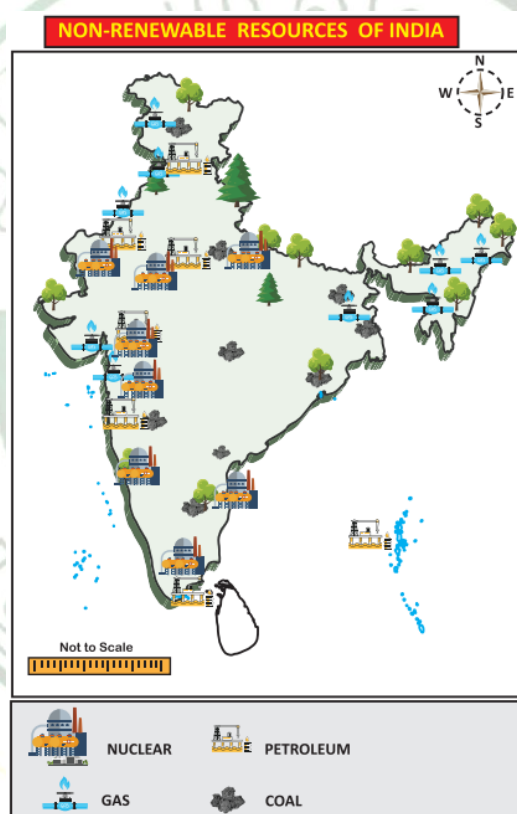 NON-RENEWABLE RESOURCES OF INDIA
N
W E
S
Not to Scale
NUCLEAR PETROLEUM
GAS COAL